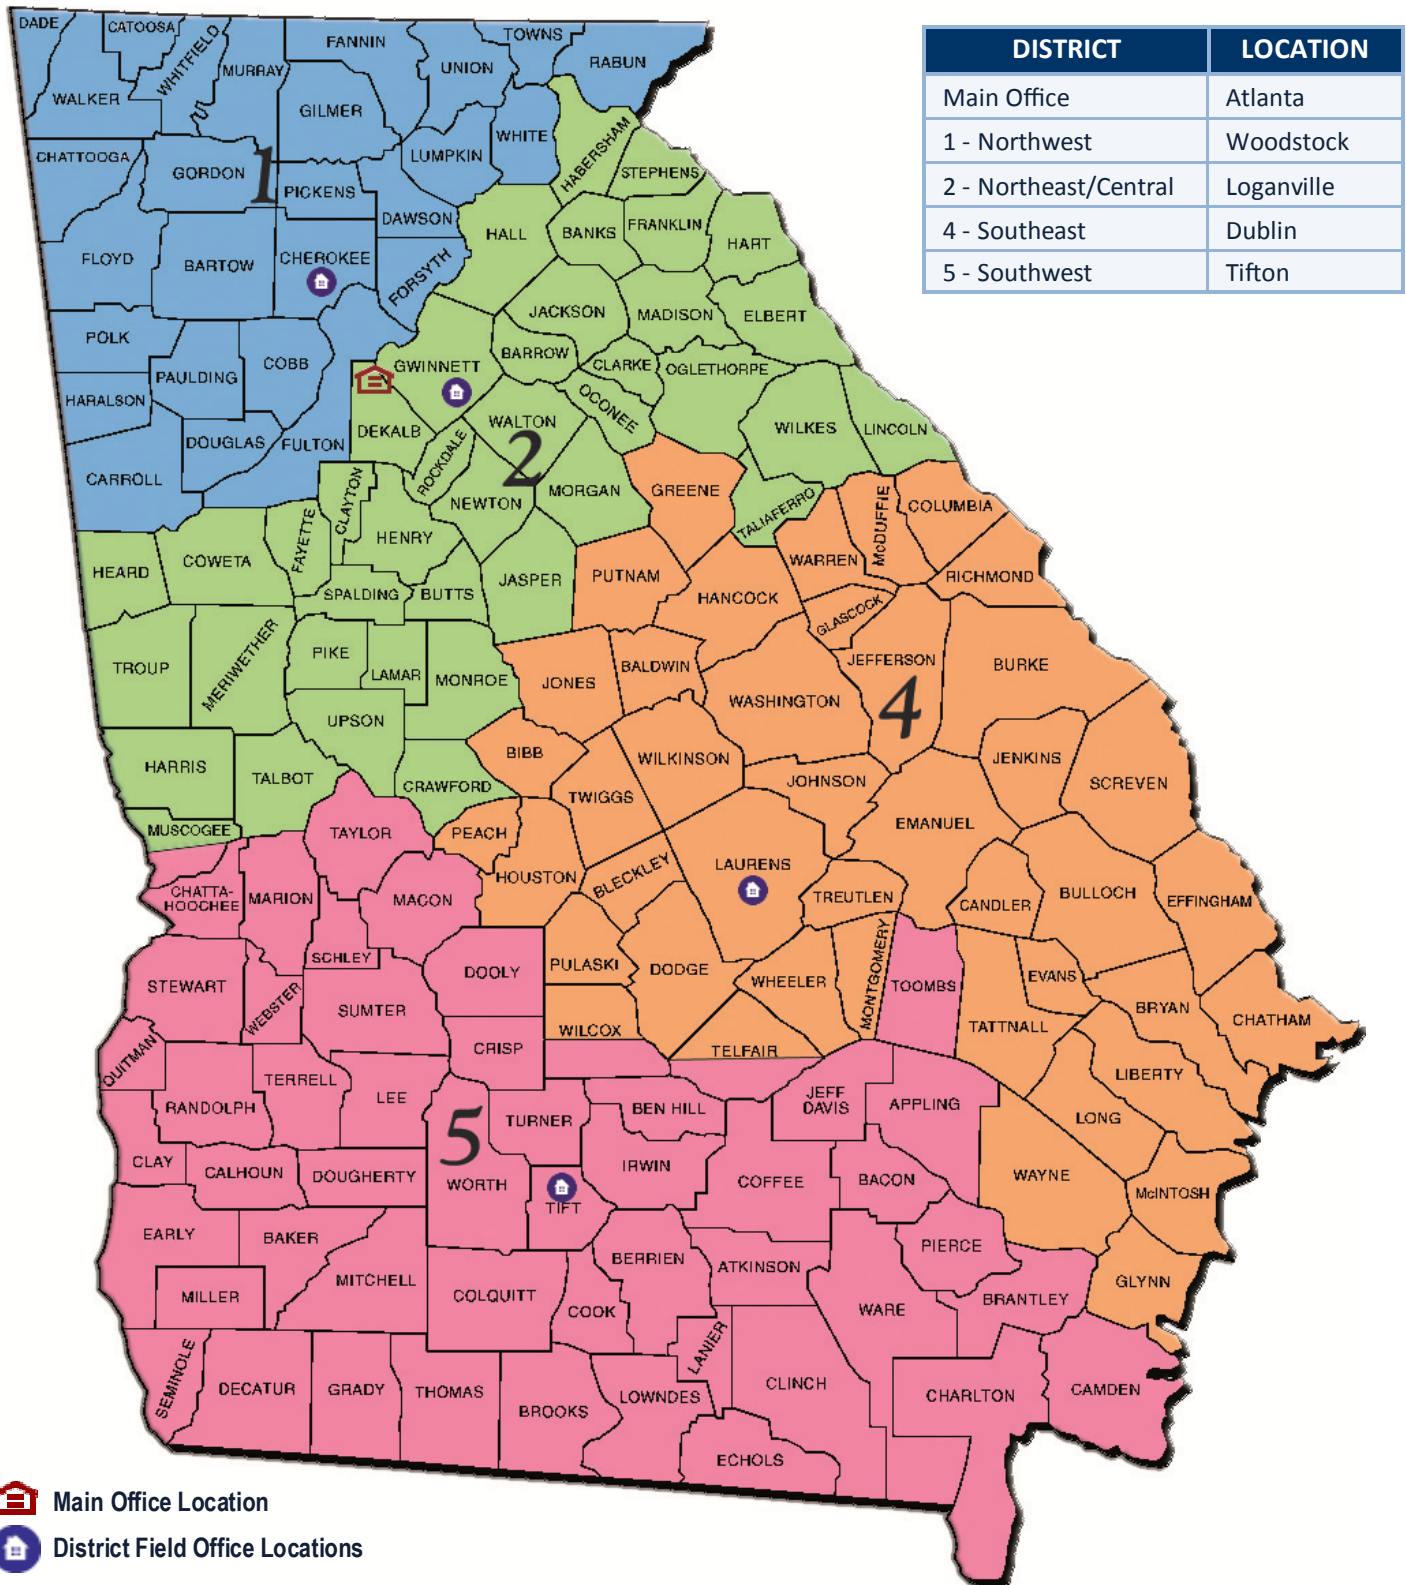 DADE
CATOOSA
WHITFIELD
MURRAY
FANNIN
TOWNS
UNION
RABUN
WALKER
GILMER
WHITE
LUMPKIN
CHATTOOGA
GORDON
1
PICKENS
DAWSON
HABERSHAM
STEPHENS
HALL
BANKS
FRANKLIN
HART
FLOYD
BARTOW
CHEROKEE
FORSYTH
JACKSON
MADISON
ELBERT
POLK
COBB
PAULDING
GWINNETT
BARROW
CLARKE
OGLETHORPE
HARALSON
OCONEE
DOUGLAS
FULTON
DEKALB
ROCKDALE
WALTON
2
WILKES
LINCOLN
CARROLL
CLAYTON
NEWTON
MORGAN
GREENE
TALIAFERRO
McDUFFIE
COLUMBIA
HEARD
COWETA
FAYETTE
HENRY
SPALDING
BUTTS
JASPER
PUTNAM
HANCOCK
WARREN
RICHMOND
GLASCOCK
TROUP
MERIWETHER
PIKE
LAMAR
MONROE
JONES
BALDWIN
WASHINGTON
JEFFERSON
4
BURKE
UPSON
HARRIS
TALBOT
CRAWFORD
BIBB
WILKINSON
TWIGGS
JOHNSON
JENKINS
SCREVEN
MUSCOGEE
TAYLOR
PEACH
EMANUEL
CHATTA-
HOOCHEE
MARION
MACON
HOUSTON
BLECKLEY
LAURENS
TREUTLEN
CANDLER
BULLOCH
EFFINGHAM
SCHLEY
DOOLY
PULASKI
DODGE
WHEELER
MONTGOMERY
TOOMBS
EVANS
STEWART
WEBSTER
SUMTER
WILCOX
TATTNALL
BRYAN
CHATHAM
QUITMAN
CRISP
TELFAIR
LIBERTY
RANDOLPH
TERRELL
LEE
5
TURNER
BEN HILL
JEFF
DAVIS
APPLING
LONG
CLAY
CALHOUN
DOUGHERTY
WORTH
TIFT
IRWIN
COFFEE
BACON
WAYNE
McINTOSH
EARLY
BAKER
MITCHELL
BERRIEN
ATKINSON
PIERCE
GLYNN
MILLER
COLQUITT
COOK
WARE
BRANTLEY
SEMINOLE
DECATUR
GRADY
THOMAS
BROOKS
LOWNDES
LANIER
CLINCH
CHARLTON
CAMDEN
ECHOLS
DISTRICT LOCATION
Main Office Atlanta
1 - Northwest Woodstock
2 - Northeast/Central Loganville
4 - Southeast Dublin
5 - Southwest Tifton
Main Office Location
District Field Office Locations